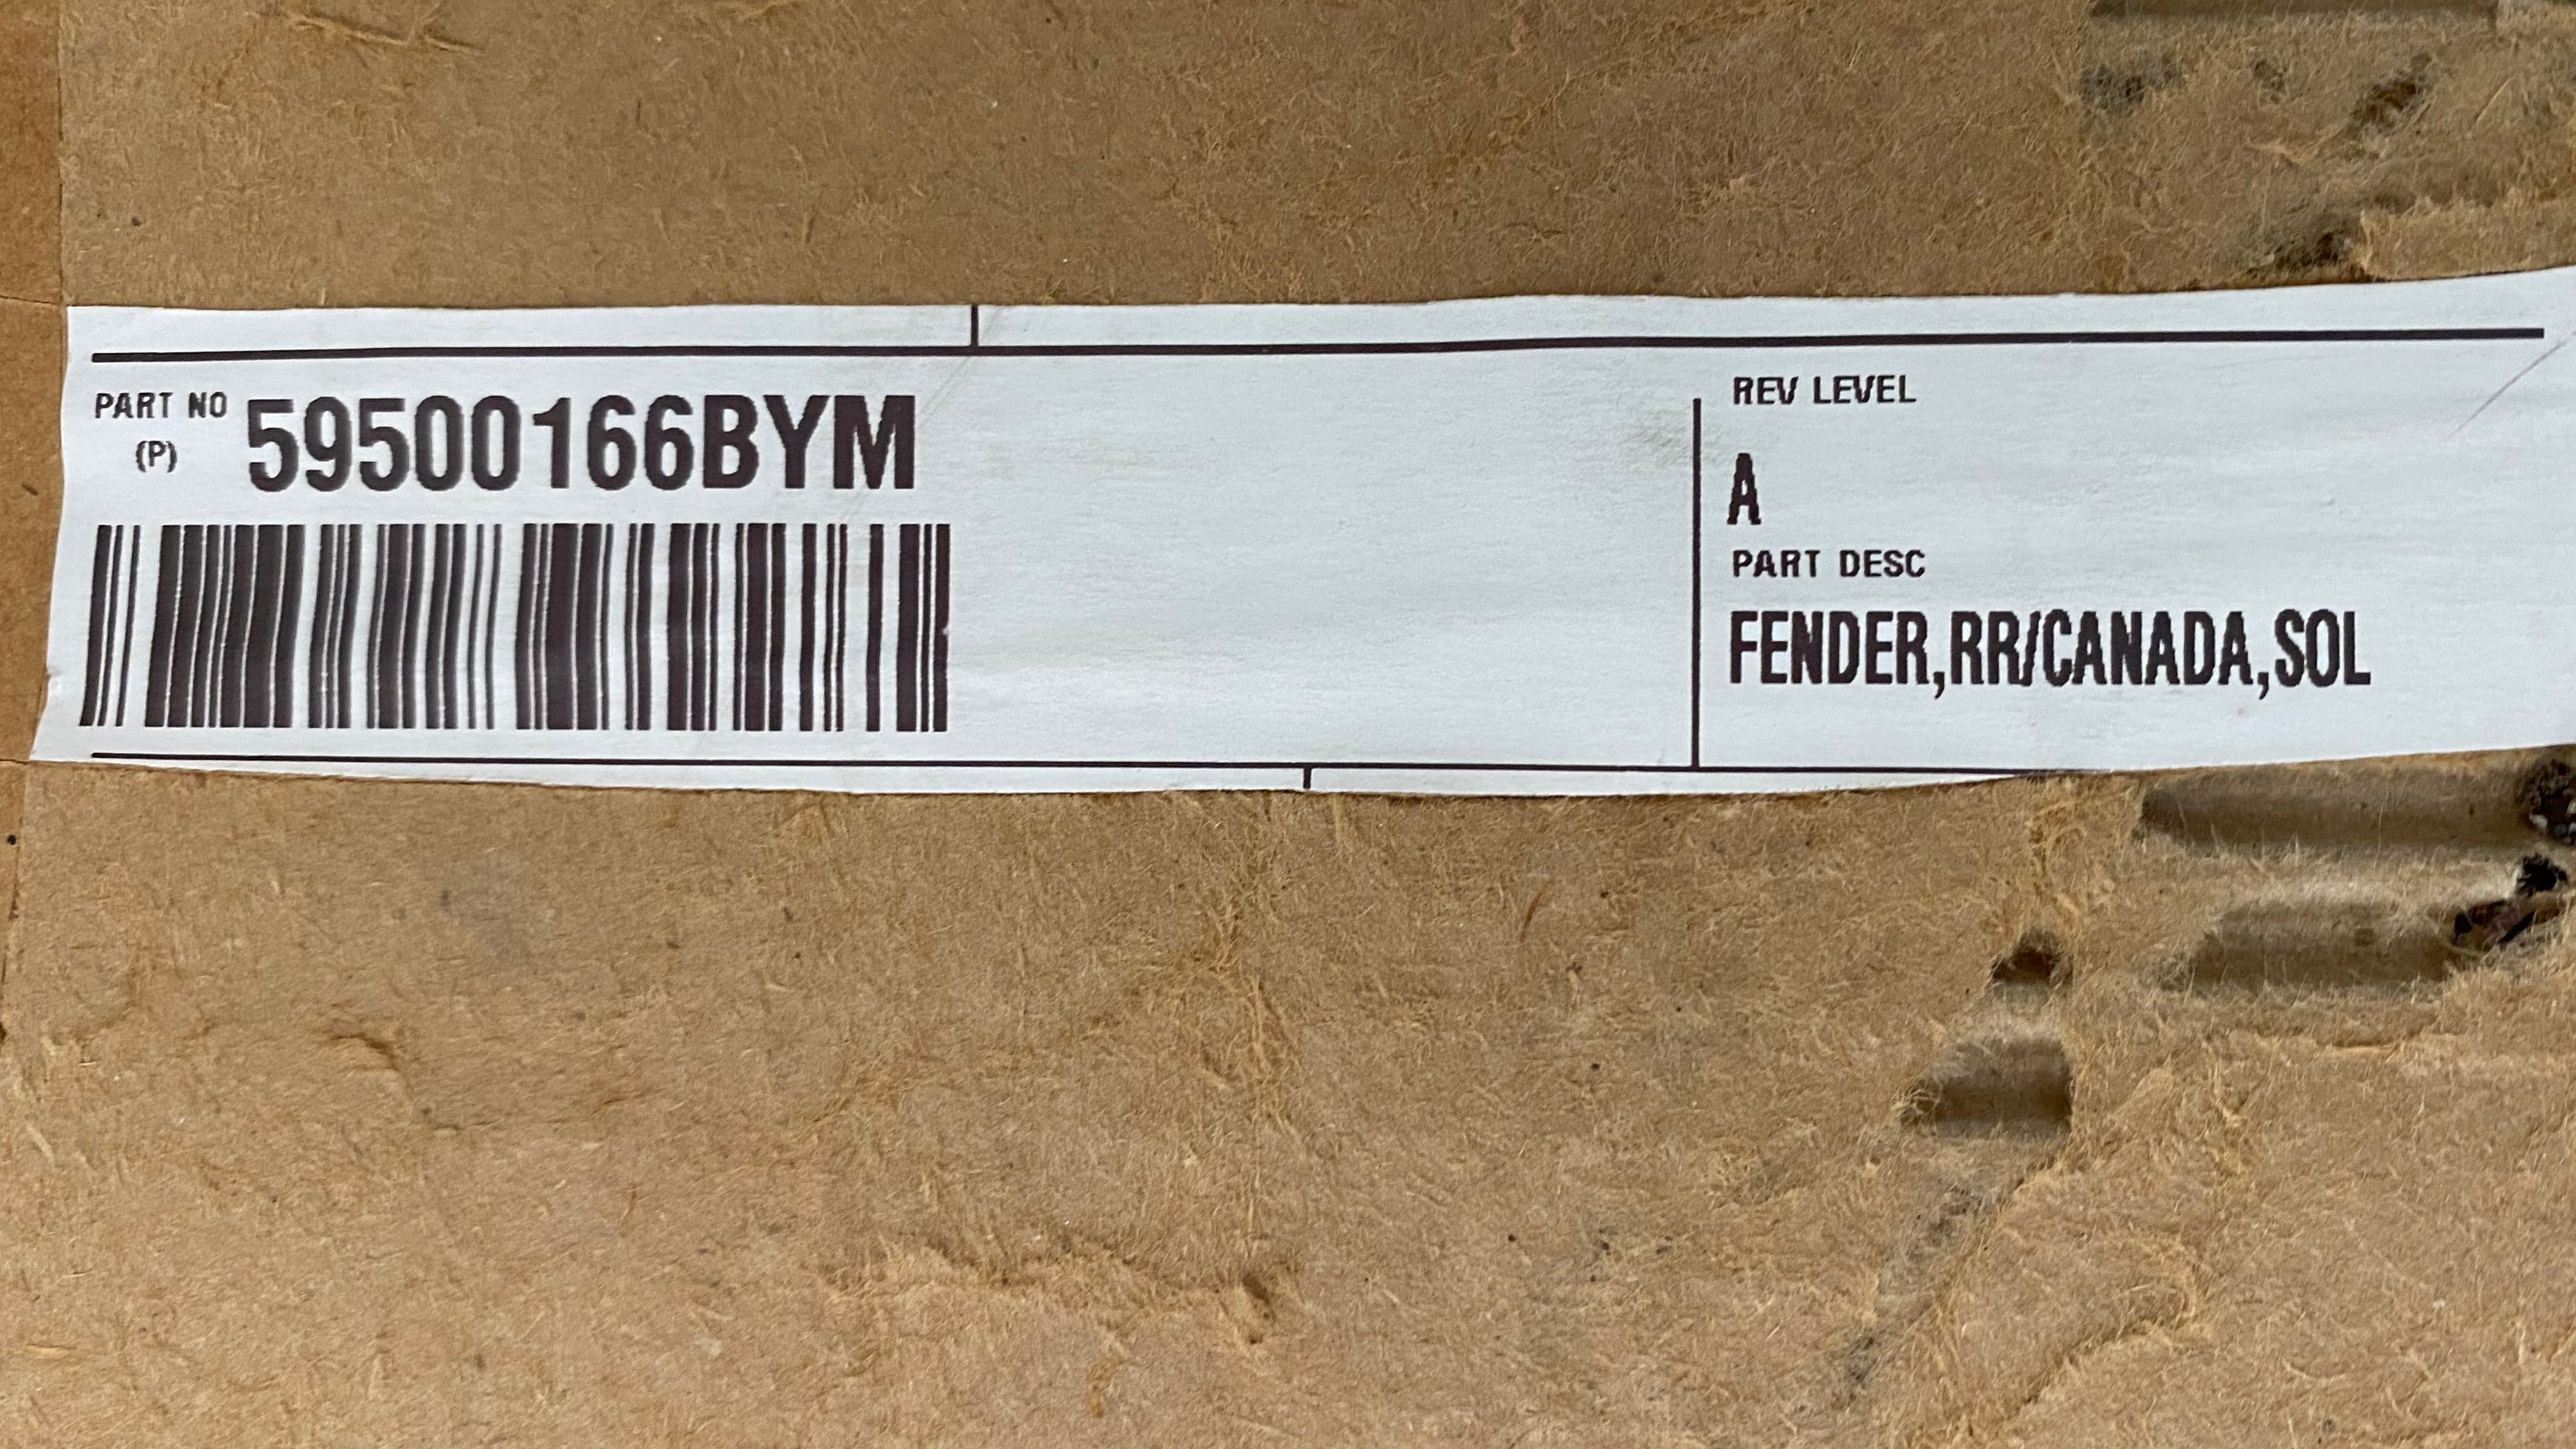 PART NO
(P)
59500166BYM
REV LEVEL
A
PART DESC
FENDER,RR/CANADA,SOL